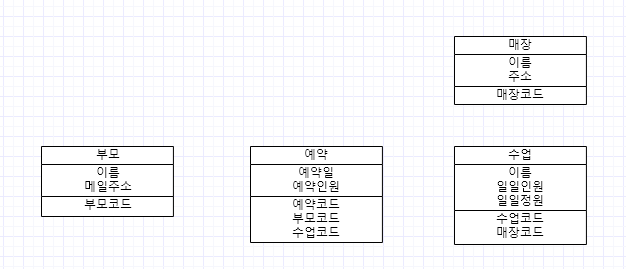 매장
이름
주소
매장코드
부모
이름
메일주소
부모코드
예약
예약일
예약인원
예약코드
부모코드
수업코드
수업
이름
일일인원
일일정원
수업코드
매장코드